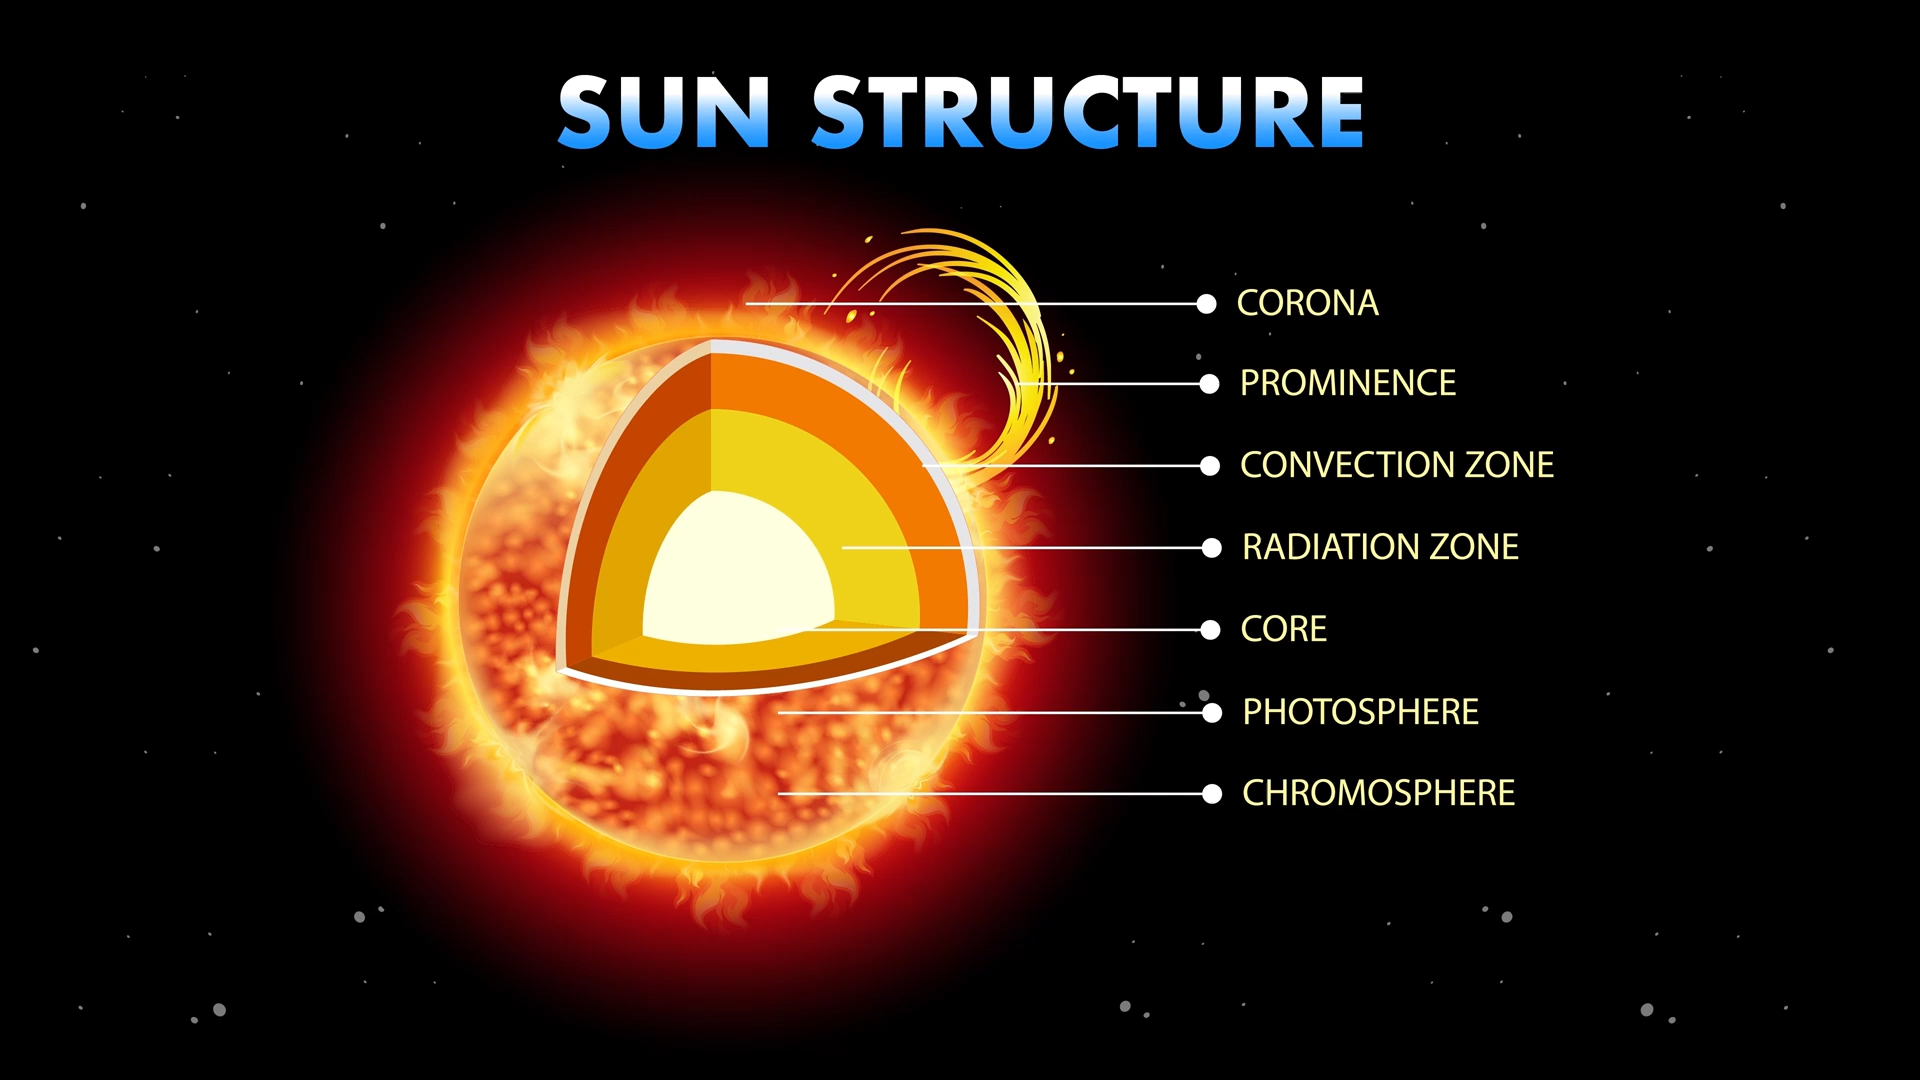 SUN STRUCTURE
CORONA
PROMINENCE
CONVECTION ZONE
RADIATION ZONE
CORE
PHOTOSPHERE
CHROMOSPHERE